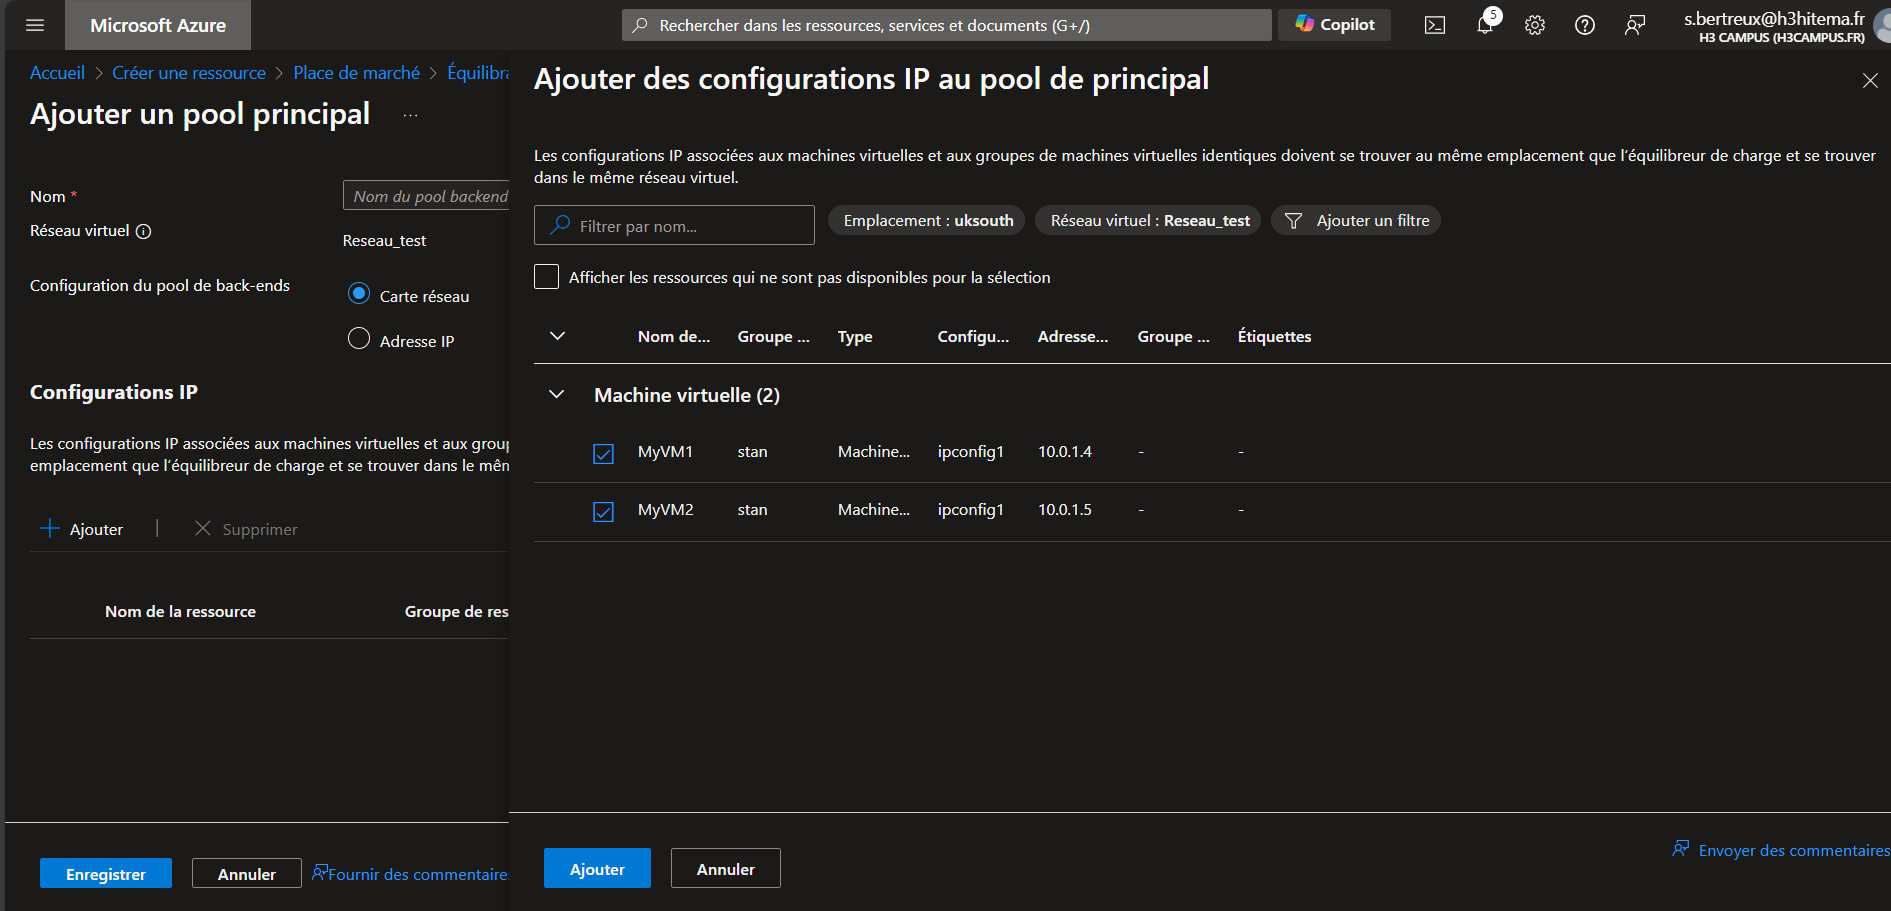 Microsoft Azure
Rechercher dans les ressources, services et documents (G+/)
Copilot
5
s.bertreux@h3hitema.fr
H3 CAMPUS (H3CAMPUS.FR)
Accueil > Créer une ressource > Place de marché > Équilibra
Ajouter un pool principal ...
Nom *
Nom du pool backend
Réseau virtuel
Reseau_test
Configuration du pool de back-ends
Carte réseau
Adresse IP
Configurations IP
Les configurations IP associées aux machines virtuelles et aux group
emplacement que l'équilibreur de charge et se trouver dans le mêm
Ajouter | Supprimer
Nom de la ressource Groupe de res
Enregistrer Annuler Fournir des commentaires
Ajouter des configurations IP au pool de principal
Les configurations IP associées aux machines virtuelles et aux groupes de machines virtuelles identiques doivent se trouver au même emplacement que l'équilibreur de charge et se trouver
dans le même réseau virtuel.
Filtrer par nom...
Emplacement : uksouth
Réseau virtuel : Reseau_test
Ajouter un filtre
Afficher les ressources qui ne sont pas disponibles pour la sélection
Nom de... Groupe ... Type Configu... Adresse... Groupe ... Étiquettes
Machine virtuelle (2)
MyVM1 stan Machine... ipconfig1 10.0.1.4 - -
MyVM2 stan Machine... ipconfig1 10.0.1.5 - -
Envoyer des commentaires
Ajouter Annuler